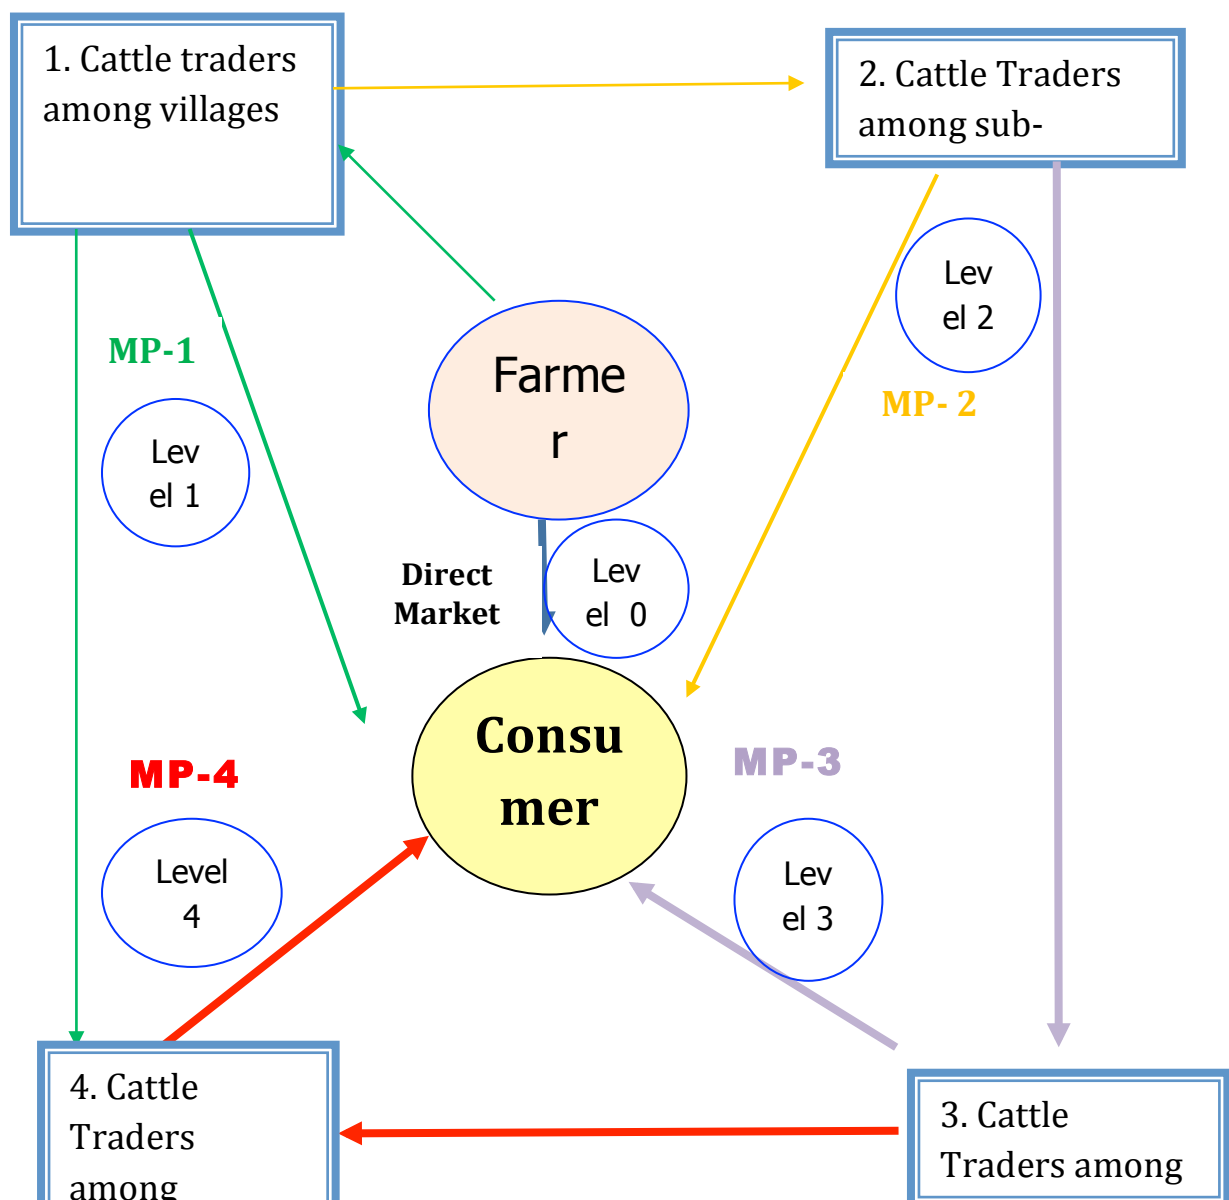 1. Cattle traders
among villages
2. Cattle Traders
among sub-
Lev
el 2
MP-1
Farme
r
MP- 2
Lev
el 1
Direct
Market
Lev
el 0
Consu
mer
MP-4
MP-3
Level
4
Lev
el 3
4. Cattle
Traders
among
3. Cattle
Traders among